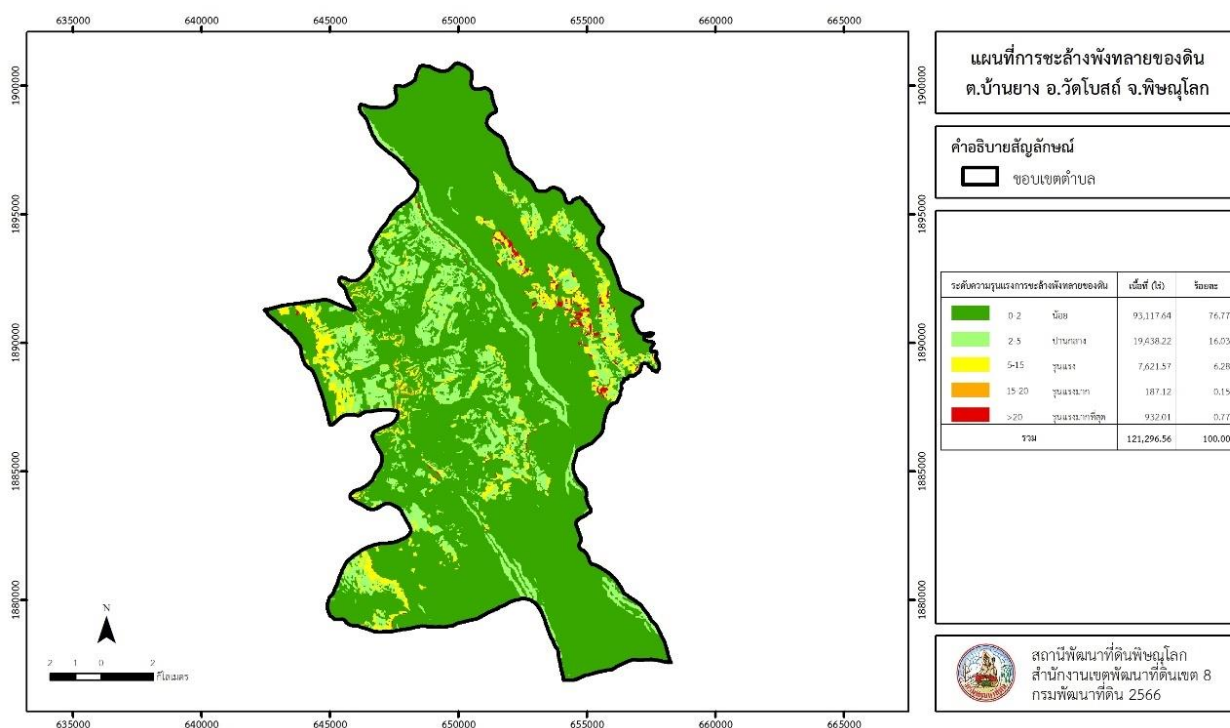 635000 640000 645000 650000 655000 660000 665000
1900000
1895000
1890000
1885000
1880000
1900000
1895000
1890000
1885000
1880000
635000 640000 645000 650000 655000 660000 665000
N
2 1 0 2
กิโลเมตร
แผนที่การชะล้างพังทลายของดิน
ต.บ้านยาง อ.วัดโบสถ์ จ.พิษณุโลก
คำอธิบายสัญลักษณ์
ขอบเขตตำบล
ระดับความรุนแรงการชะล้างพังทลายของดิน เนื้อที่ (ไร่) ร้อยละ
0-2 น้อย 93,117.64 76.77
2-5 ปานกลาง 19,438.22 16.03
5-15 รุนแรง 7,621.57 6.28
15-20 รุนแรงมาก 187.12 0.15
>20 รุนแรงมากที่สุด 932.01 0.77
รวม 121,296.56 100.00
สถานีพัฒนาที่ดินพิษณุโลก
สำนักงานเขตพัฒนาที่ดินเขต 8
กรมพัฒนาที่ดิน 2566